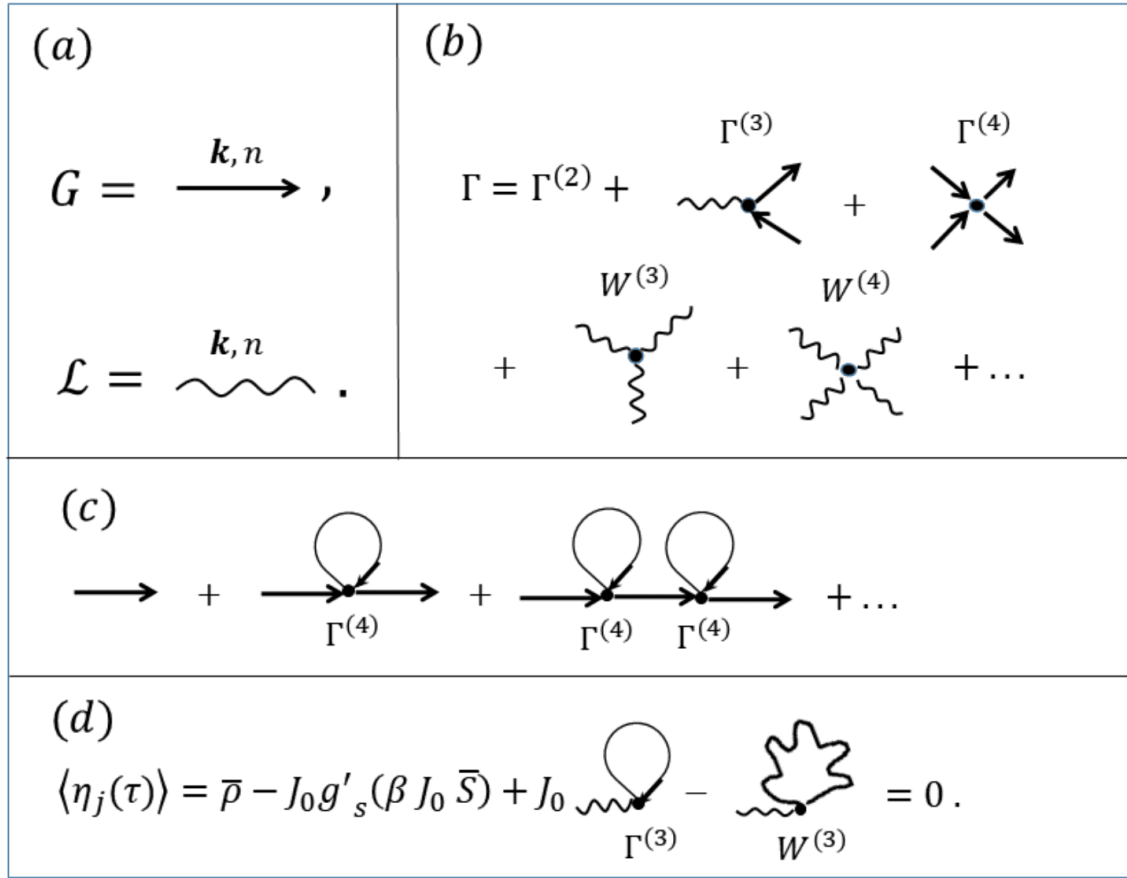 (a)
𝒌, n
G = ,
𝒌, n
ℒ = .
(b)
Γ⁽³⁾ Γ⁽⁴⁾
Γ = Γ⁽²⁾ + +
W⁽³⁾ W⁽⁴⁾
+ + + …
(c)
+ + + …
Γ⁽⁴⁾ Γ⁽⁴⁾ Γ⁽⁴⁾
(d)
⟨ηⱼ(τ)⟩ = ρ̅ − J₀g′ₛ(β J₀ S̅) + J₀ − = 0 .
Γ⁽³⁾ W⁽³⁾